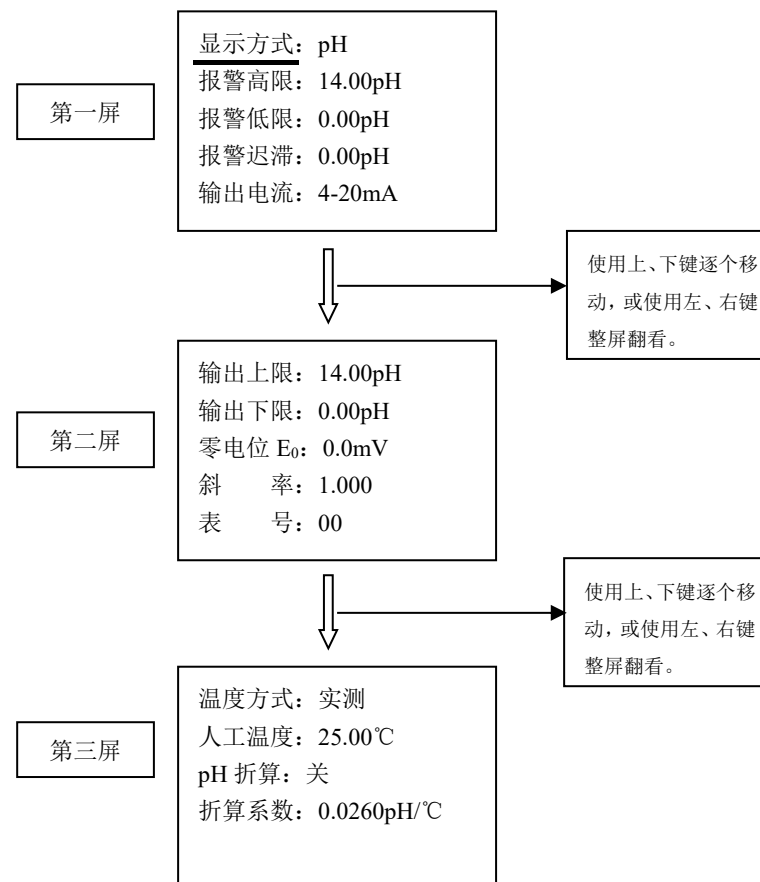 显示方式：pH
报警高限：14.00pH
第一屏
报警低限：0.00pH
报警迟滞：0.00pH
输出电流：4-20mA
使用上、下键逐个移
动，或使用左、右键
整屏翻看。
输出上限：14.00pH
输出下限：0.00pH
第二屏
零电位 E₀：0.0mV
斜　　率：1.000
表　　号：00
使用上、下键逐个移
动，或使用左、右键
整屏翻看。
温度方式：实测
人工温度：25.00℃
第三屏
pH 折算：关
折算系数：0.0260pH/℃